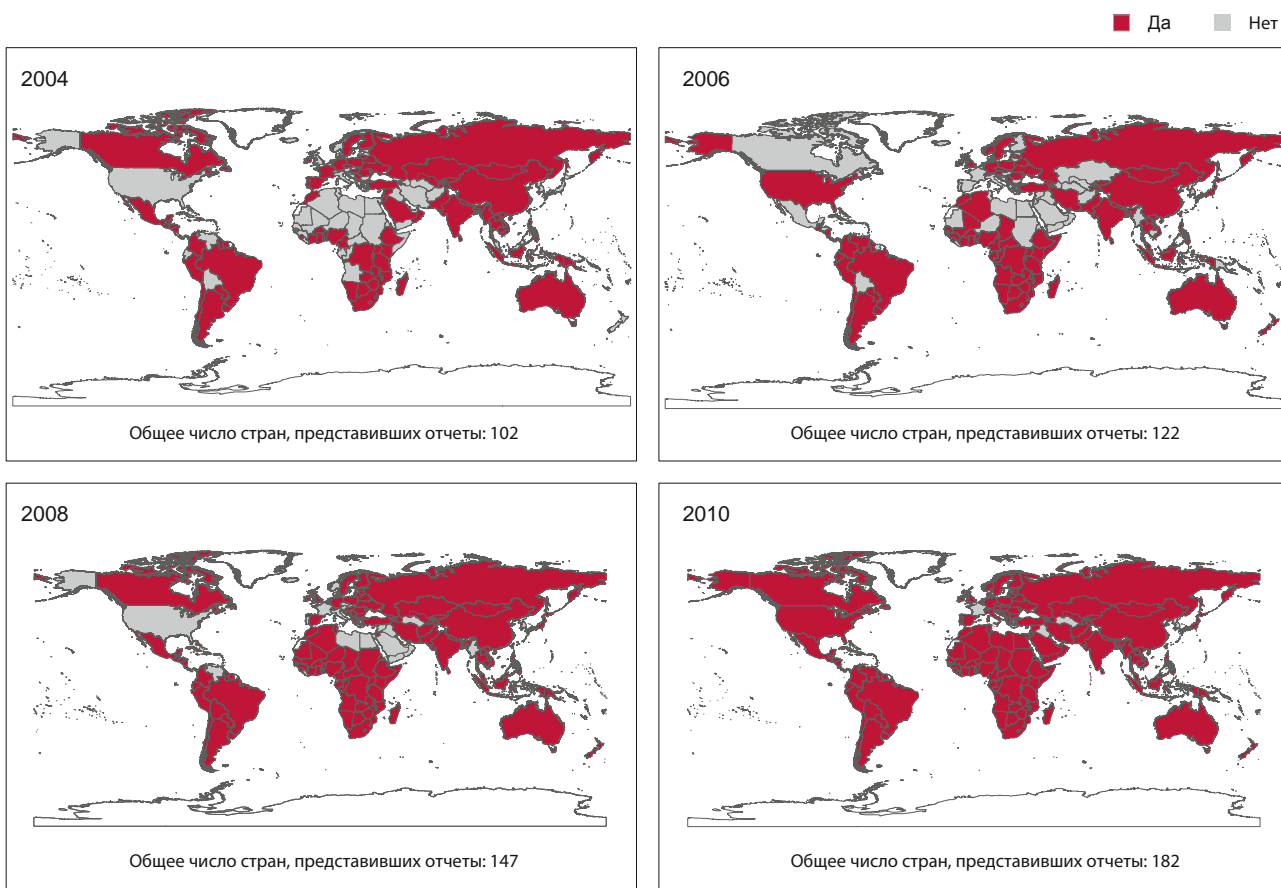 Да Нет
2004
Общее число стран, представивших отчеты: 102
2006
Общее число стран, представивших отчеты: 122
2008
Общее число стран, представивших отчеты: 147
2010
Общее число стран, представивших отчеты: 182